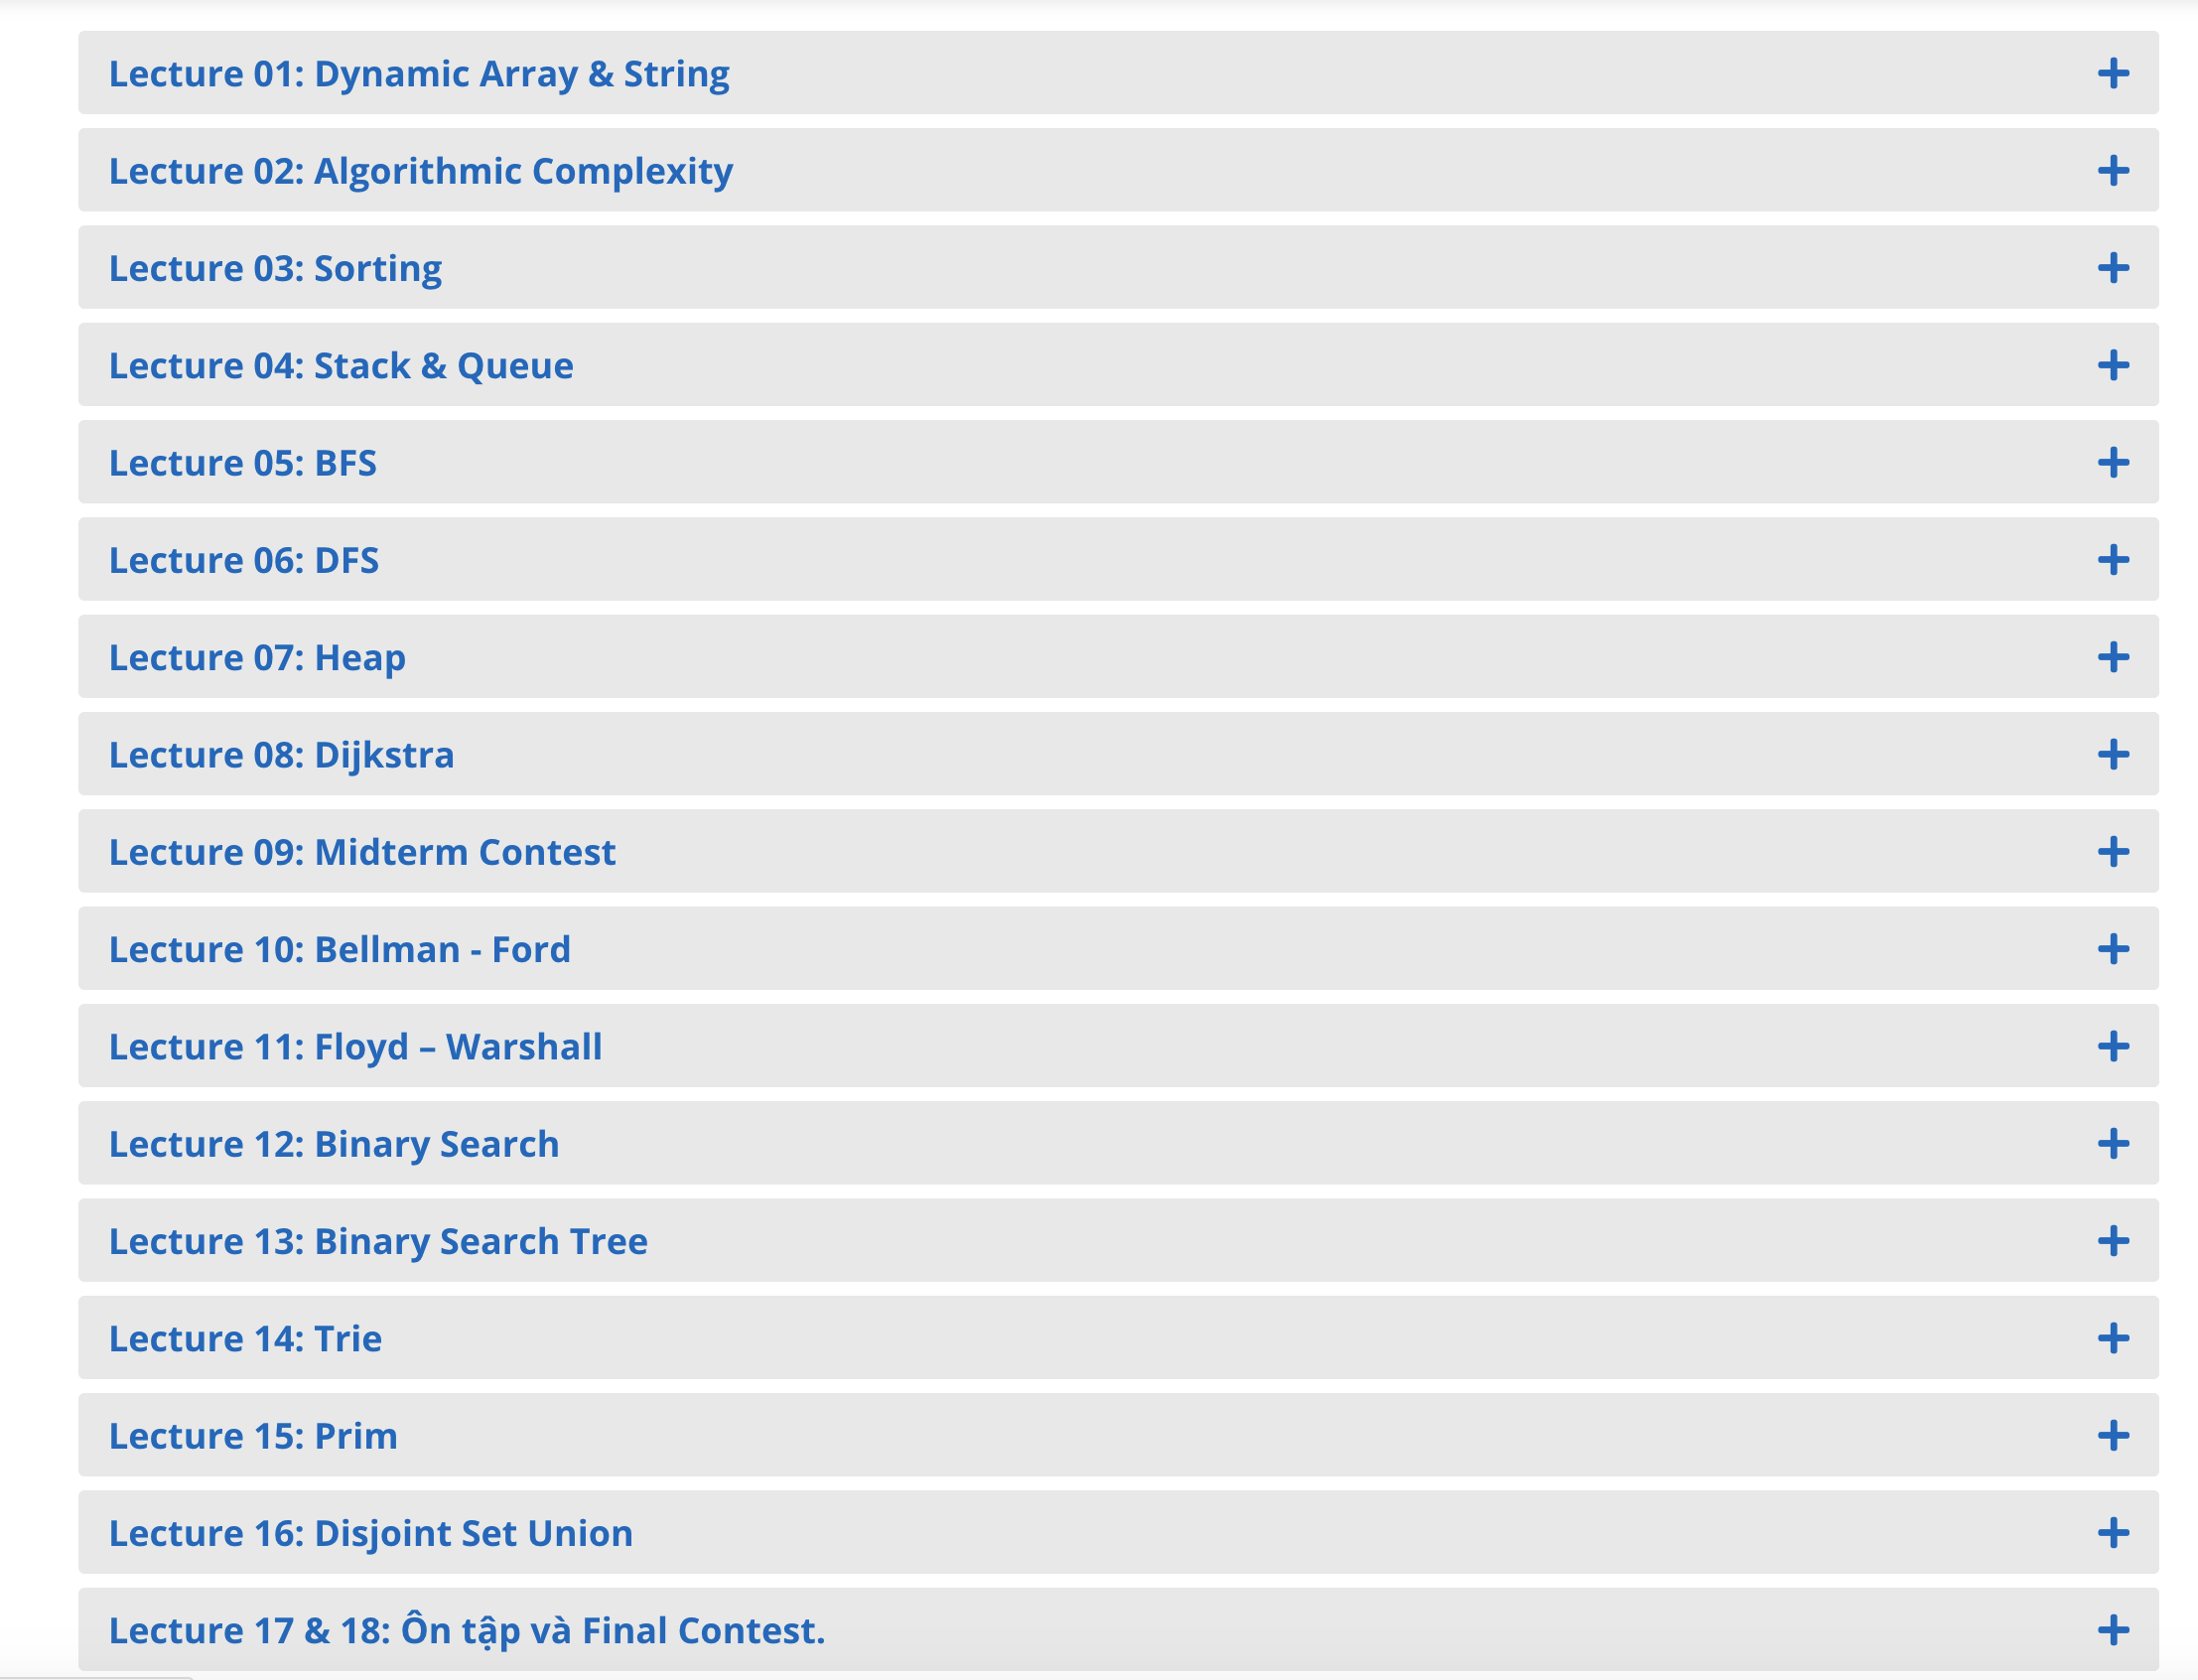 Lecture 01: Dynamic Array & String
Lecture 02: Algorithmic Complexity
Lecture 03: Sorting
Lecture 04: Stack & Queue
Lecture 05: BFS
Lecture 06: DFS
Lecture 07: Heap
Lecture 08: Dijkstra
Lecture 09: Midterm Contest
Lecture 10: Bellman - Ford
Lecture 11: Floyd – Warshall
Lecture 12: Binary Search
Lecture 13: Binary Search Tree
Lecture 14: Trie
Lecture 15: Prim
Lecture 16: Disjoint Set Union
Lecture 17 & 18: Ôn tập và Final Contest.